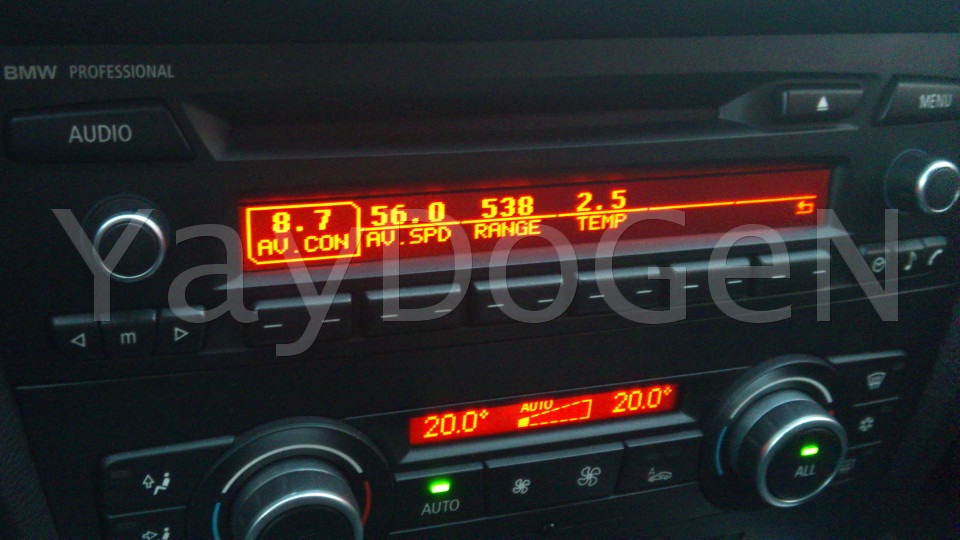 BMW PROFESSIONAL
AUDIO
MENU
8.7 56.0 538 2.5
AV.CON AV.SPD RANGE TEMP
YayDoGeN
m
20.0° AUTO 20.0°
AUTO
ALL